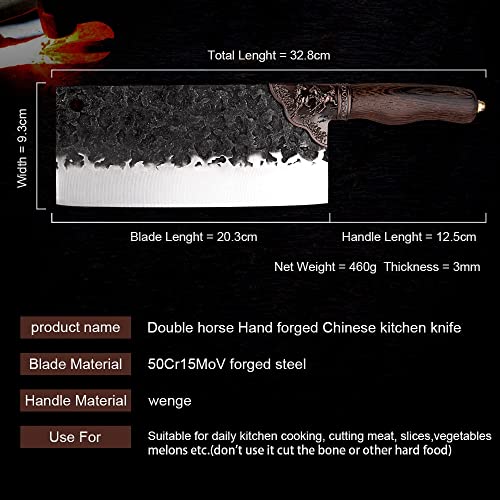 Total Lenght = 32.8cm
Width = 9.3cm
Blade Lenght = 20.3cm
Handle Lenght = 12.5cm
Net Weight = 460g Thickness = 3mm
product name Double horse Hand forged Chinese kitchen knife
Blade Material 50Cr15MoV forged steel
Handle Material wenge
Use For Suitable for daily kitchen cooking, cutting meat, slices,vegetables
melons etc.(don't use it cut the bone or other hard food)